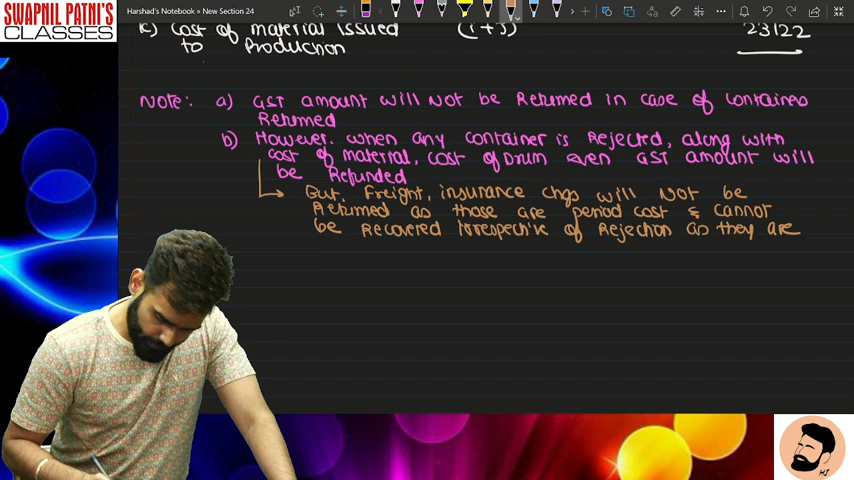 SWAPNIL PATNI'S
CLASSES
Harshad's Notebook » New Section 24
K) Cost of Material Issued (i+j) 23122
to Production
Note: a) GST amount will Not be Returned in case of Containers
Returned
b) However, when any container is Rejected, along with
cost of material, cost of Drum even GST amount will
be Refunded
But, Freight, insurance chgs will NOT be
Returned as those are period cost & cannot
be Recovered irrespective of Rejection as they are
HS